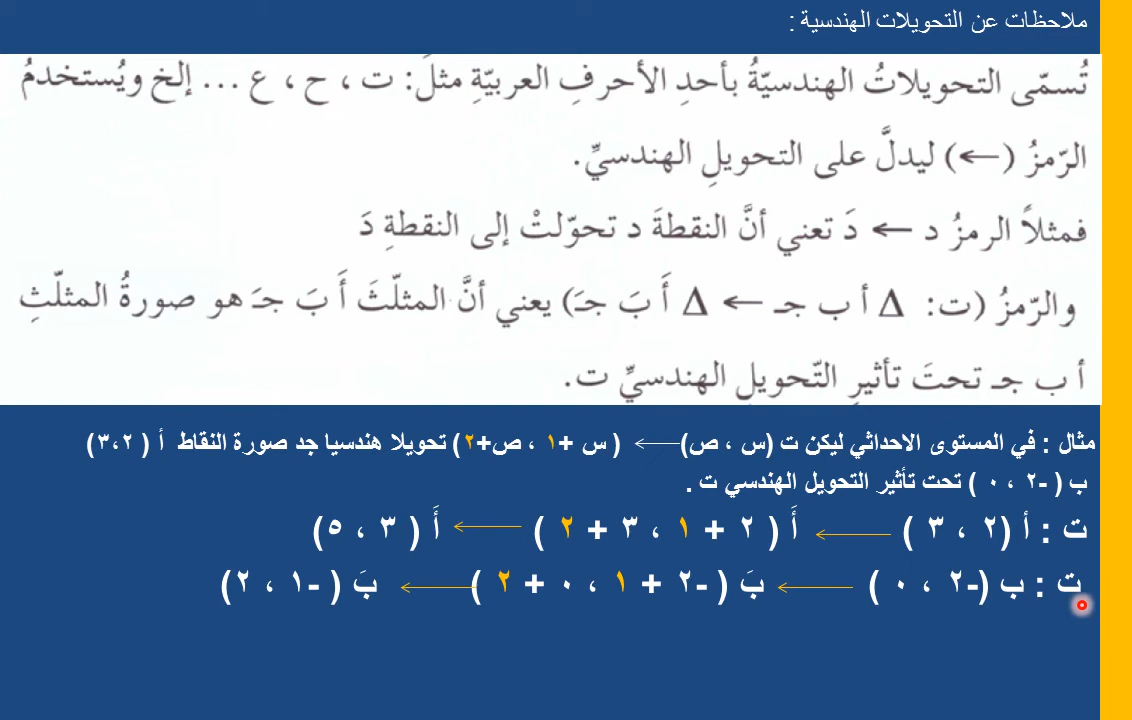 ملاحظات عن التحويلات الهندسية :
تُسمّى التحويلاتُ الهندسيّةُ بأحدِ الأحرفِ العربيّةِ مثلَ: ت ، ح ، ع ... إلخ ويُستخدمُ
الرّمزُ (←) ليدلَّ على التحويلِ الهندسيِّ.
فمثلاً الرمزُ د ← دَ تعني أنَّ النقطةَ د تحوّلتْ إلى النقطةِ دَ
والرّمزُ (ت: Δ أ ب جـ ← Δ أَ بَ جـَ) يعني أنَّ المثلّثَ أَ بَ جـَ هو صورةُ المثلّثِ
أ ب جـ تحتَ تأثيرِ التّحويلِ الهندسيِّ ت.
مثال : في المستوى الاحداثي ليكن ت (س ، ص) ← ( س +١ ، ص+٢) تحويلا هندسيا جد صورة النقاط أ ( ٣،٢)
ب ( -٢ ، ٠ ) تحت تأثير التحويل الهندسي ت .
ت : أ (٢ ، ٣ ) ← أَ ( ٢ + ١ ، ٣ + ٢ ) ← أَ ( ٣ ، ٥)
ت : ب (-٢ ، ٠ ) ← بَ ( -٢ + ١ ، ٠ + ٢ ) ← بَ ( -١ ، ٢)